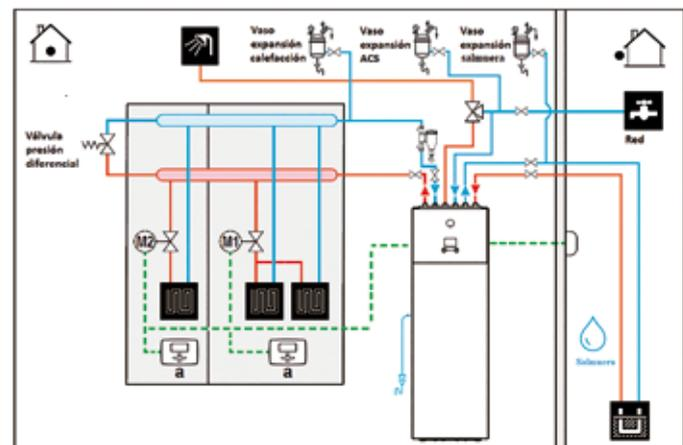 Vaso
expansión
calefacción
Vaso
expansión
ACS
Vaso
expansión
salmuera
Red
Válvula
presión
diferencial
M2
M1
a
a
Salmuera